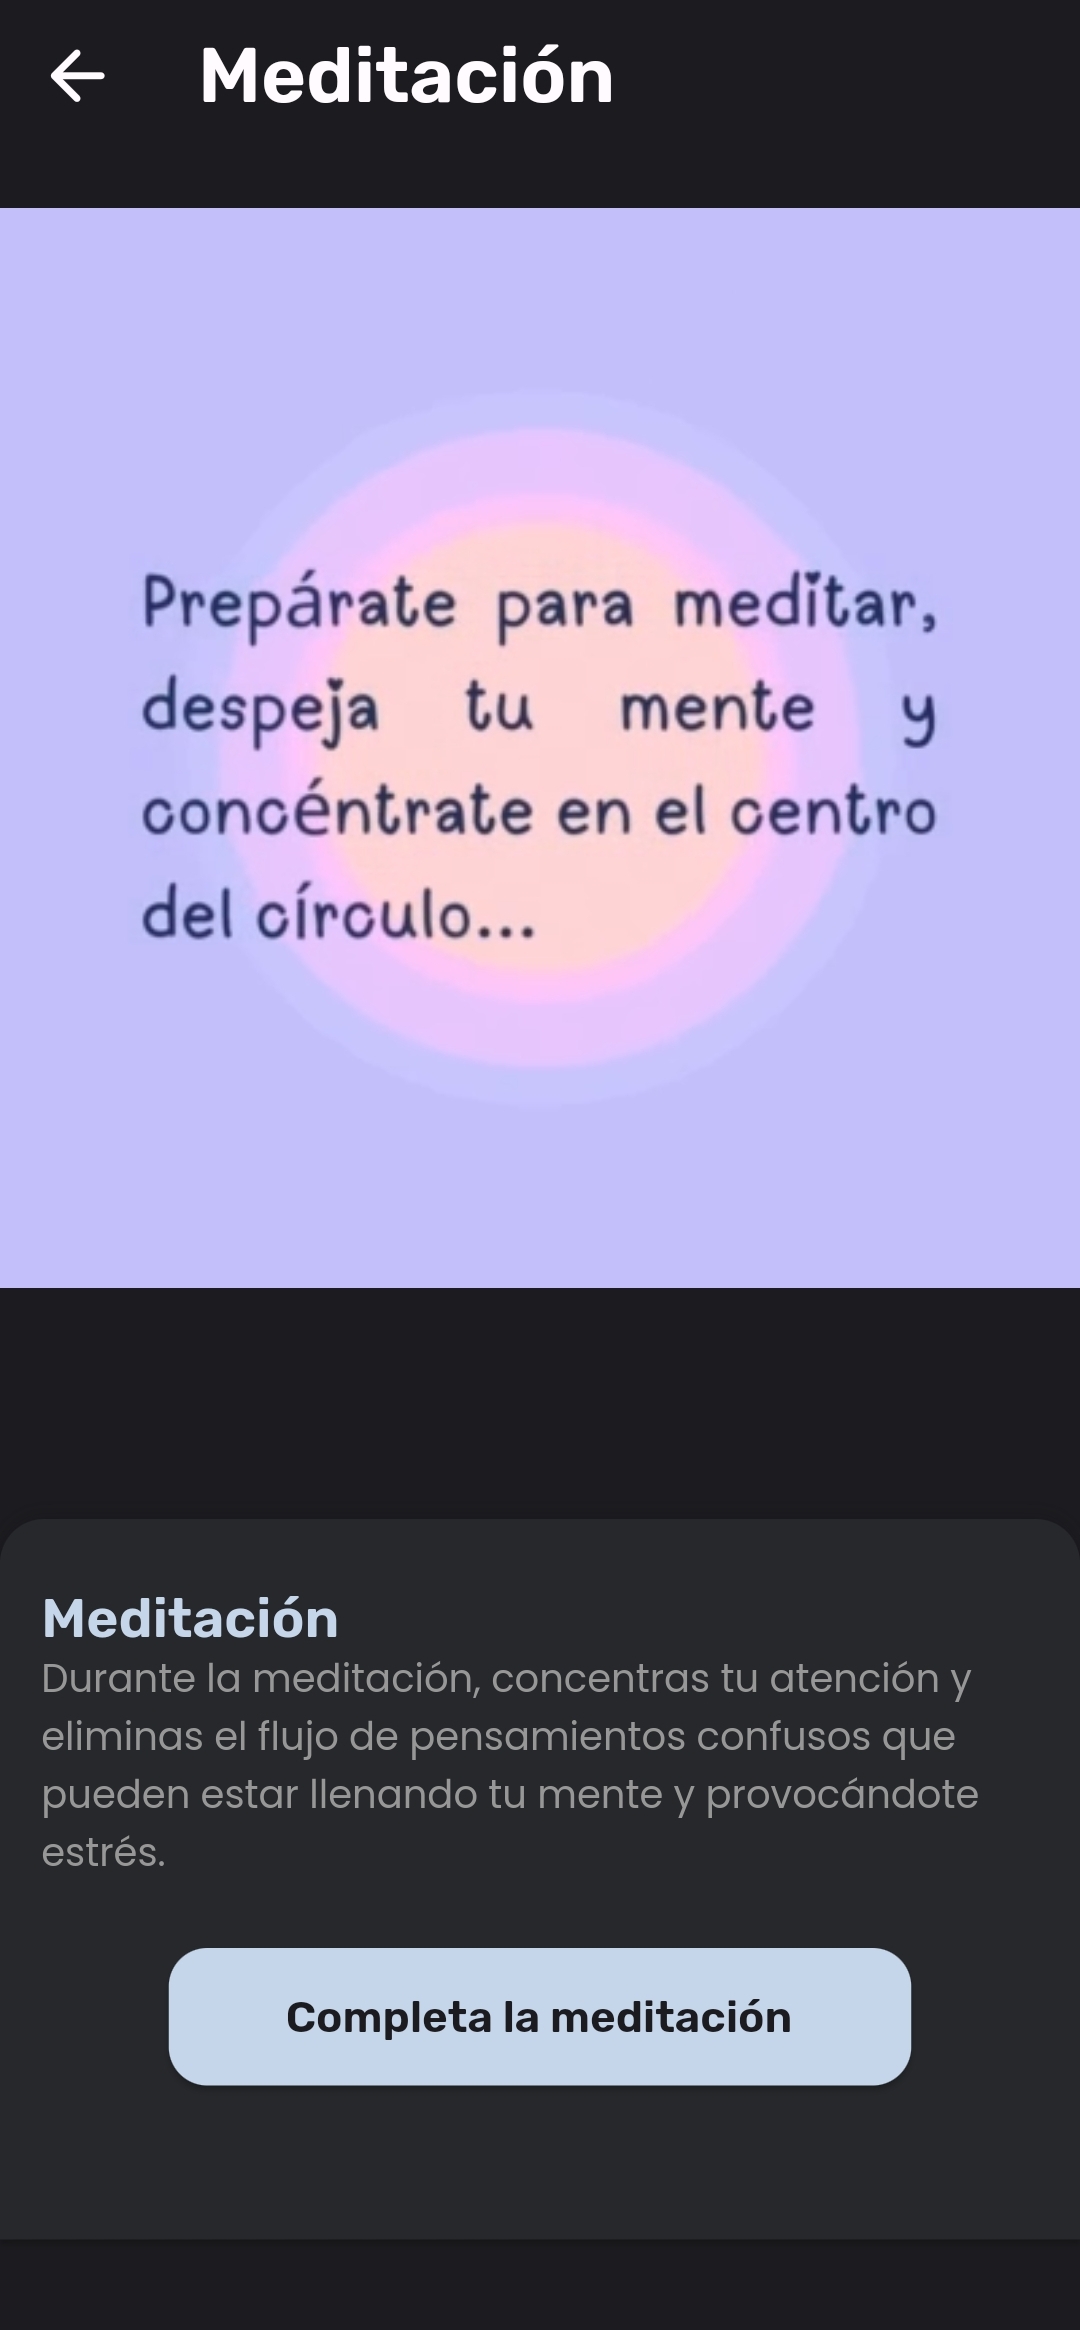 Meditación
Prepárate para meditar,
despeja tu mente y
concéntrate en el centro
del círculo...
Meditación
Durante la meditación, concentras tu atención y
eliminas el flujo de pensamientos confusos que
pueden estar llenando tu mente y provocándote
estrés.
Completa la meditación